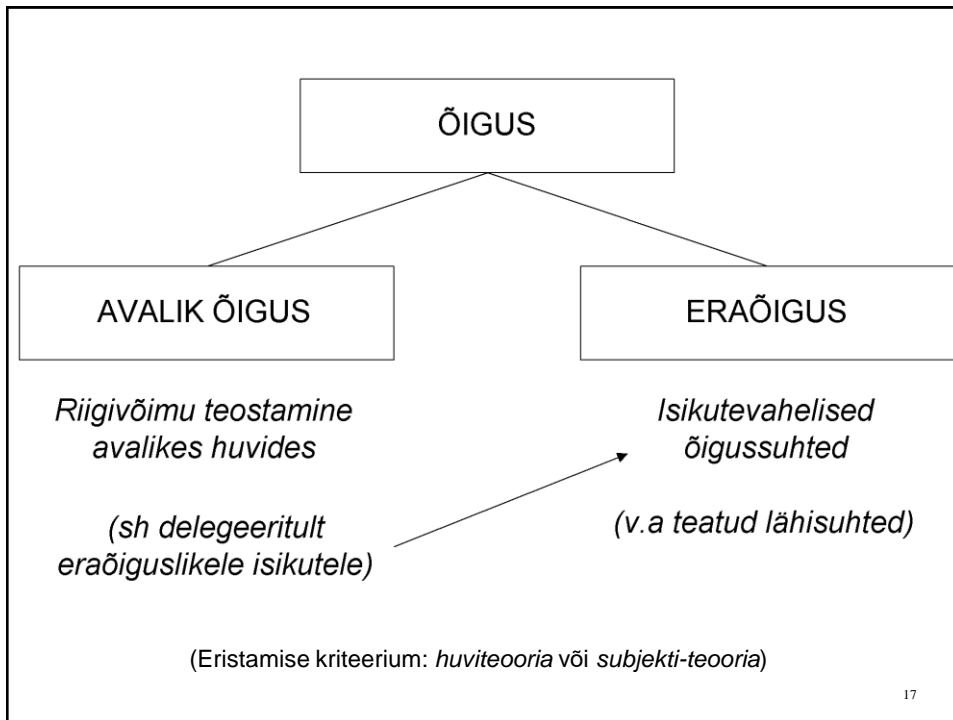 ÕIGUS
AVALIK ÕIGUS
Riigivõimu teostamine
avalikes huvides
(sh delegeeritult
eraõiguslikele isikutele)
ERAÕIGUS
Isikutevahelised
õigussuhted
(v.a teatud lähisuhted)
(Eristamise kriteerium: huviteooria või subjekti-teooria)
17